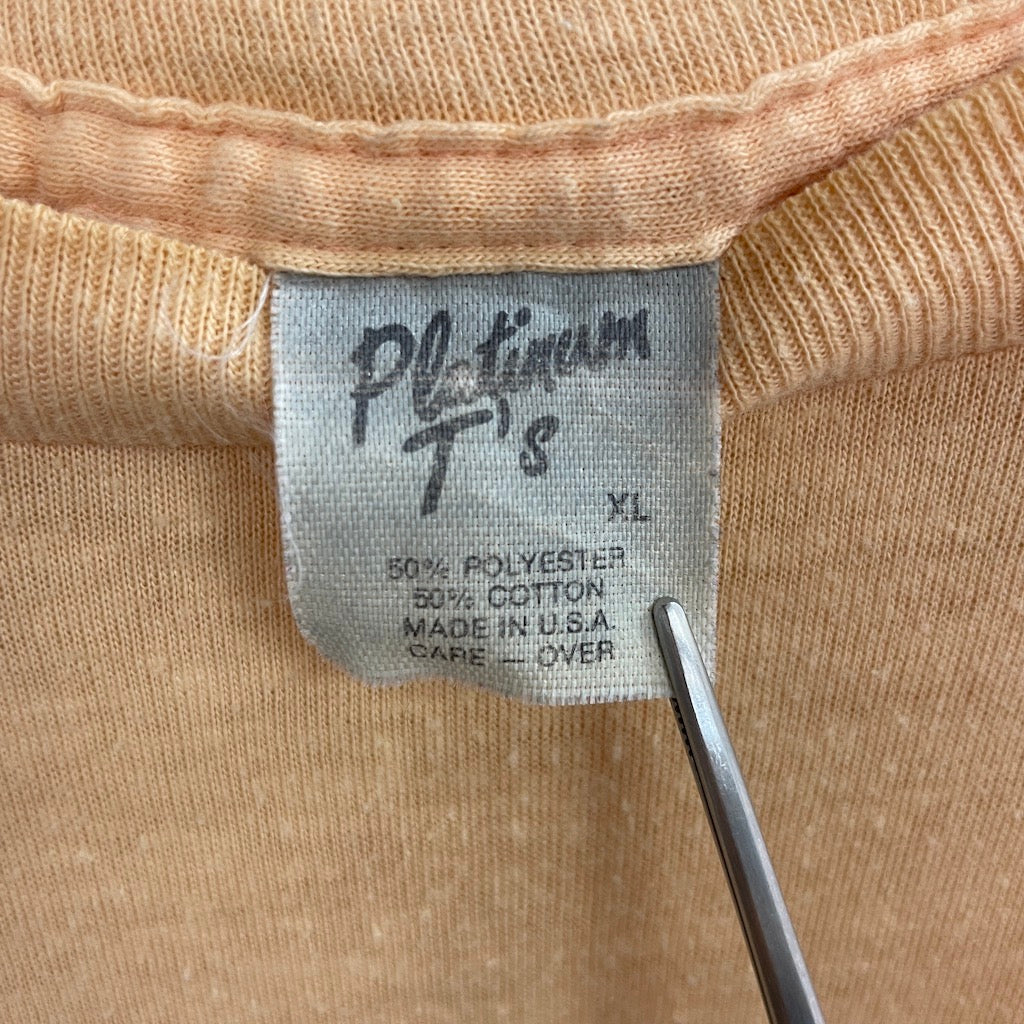 Platinum
T's
XL
50% POLYESTER
50% COTTON
MADE IN U.S.A.
CARE — OVER